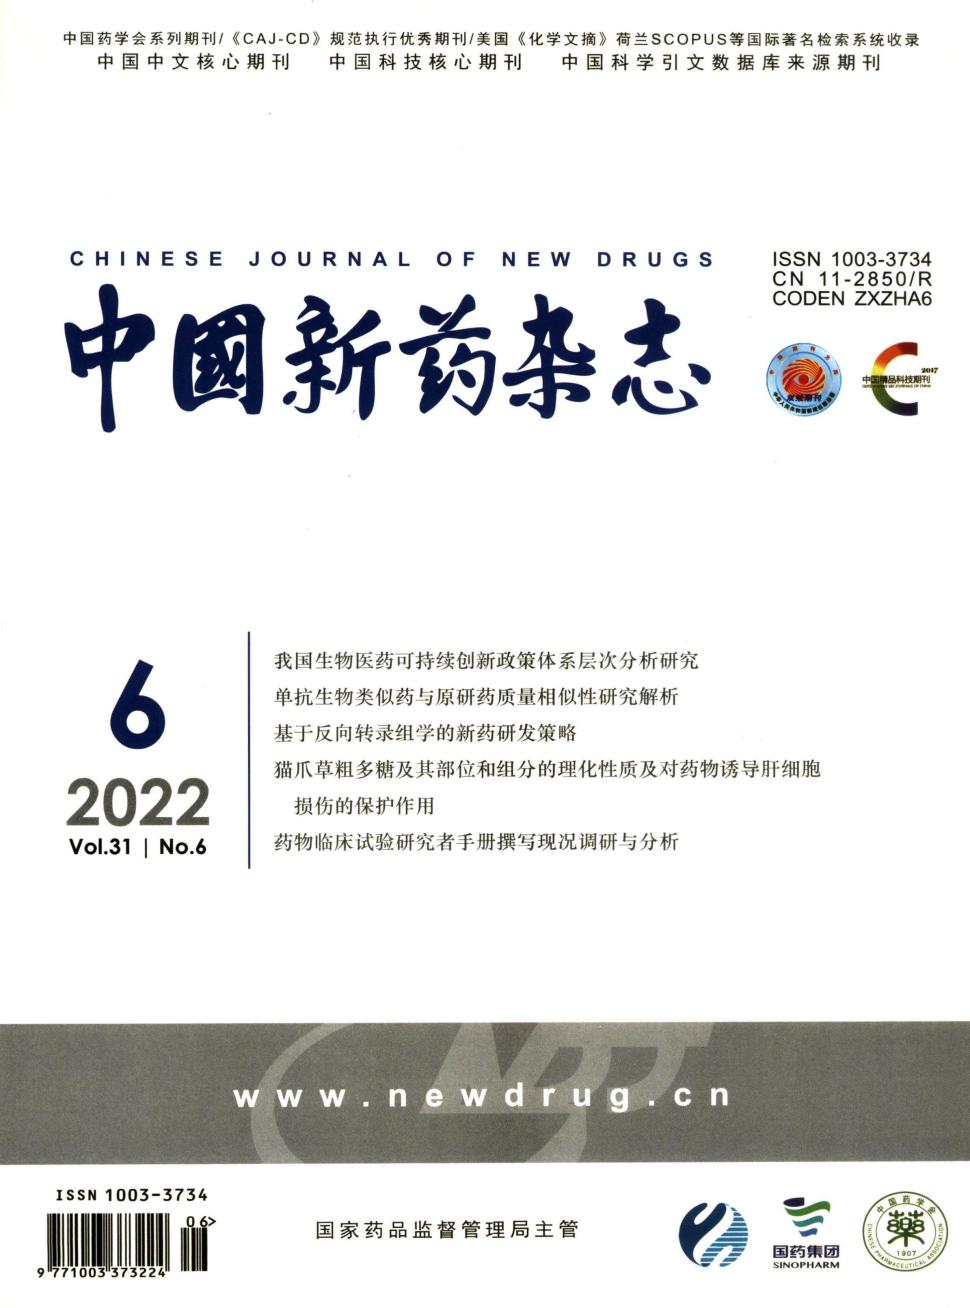 中国药学会系列期刊/《CAJ-CD》规范执行优秀期刊/美国《化学文摘》荷兰SCOPUS等国际著名检索系统收录
中国中文核心期刊 中国科技核心期刊 中国科学引文数据库来源期刊
CHINESE JOURNAL OF NEW DRUGS
ISSN 1003-3734
CN 11-2850/R
CODEN ZXZHA6
中國新药杂志
2017
中国精品科技期刊
双效期刊
6
2022
Vol.31 | No.6
我国生物医药可持续创新政策体系层次分析研究
单抗生物类似药与原研药质量相似性研究解析
基于反向转录组学的新药研发策略
猫爪草粗多糖及其部位和组分的理化性质及对药物诱导肝细胞
损伤的保护作用
药物临床试验研究者手册撰写现况调研与分析
www.newdrug.cn
ISSN 1003-3734
06>
9 771003 373224
国家药品监督管理局主管
国药集团
SINOPHARM
中国药学会
藥
1907
CHINESE PHARMACEUTICAL ASSOCIATION